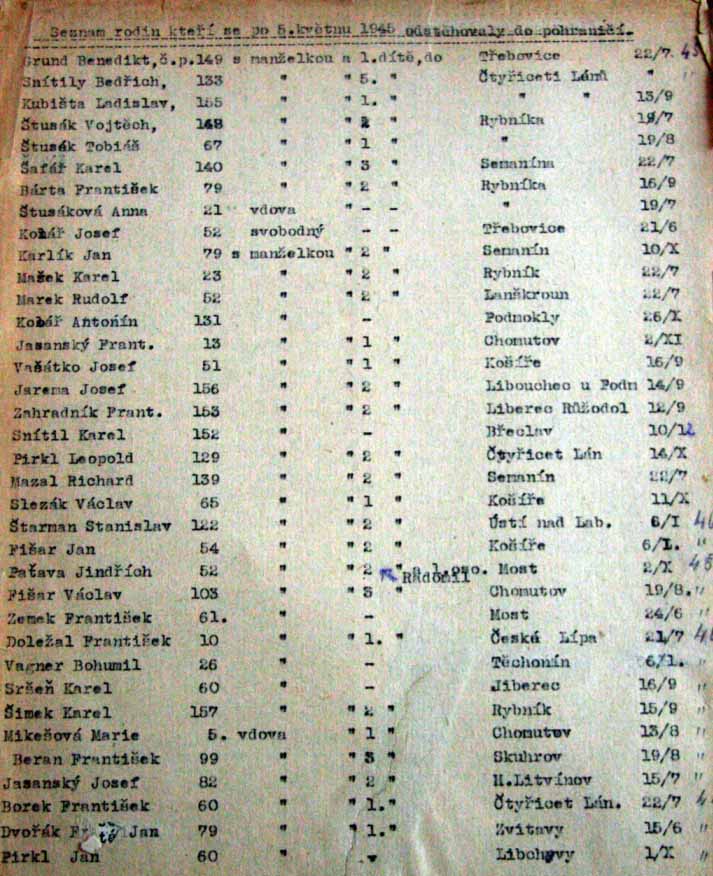 Seznam rodin kteří se po 5.květnu 1945 odstěhovaly do pohraničí.
Grund Benedikt,č.p.149 s manželkou a 1.dítě,do Třebovice 22/7 45
Snítily Bedřich, 133 " " 5. " Čtyřiceti Lánů " "
Kubišta Ladislav, 155 " " 1. " " " 13/9
Štusák Vojtěch, 148 " " 2 " Rybníka 19/7
Štusák Tobiáš 67 " " 1 " " 19/8
Šafář Karel 140 " " 3 " Semanína 22/7
Bárta František 79 " " 2 " Rybníka 16/9
Štusáková Anna 21 " vdova " - - " 19/7
Kolář Josef 52 svobodný - - Třebovice 21/6
Karlík Jan 79 s manželkou " 2 " Semanín 10/X
Mašek Karel 23 " " 2 " Rybník 22/7
Marek Rudolf 52 " " 2 " Lanškroun 22/7
Kolář Antonín 131 " - Podmokly 26/X
Jasanský Frant. 13 " " 1 " Chomutov 2/XI
Vašátko Josef 51 " " 1 " Košíře 16/9
Jarema Josef 156 " " 2 " Libouchec u Podm 14/9
Zahradník Frant. 153 " " 2 " Liberec Růžodol 12/9
Snítil Karel 152 " - Břeclav 10/12
Pirkl Leopold 129 " " 2 " Čtyřicet Lán 14/X
Mazal Richard 139 " " 2 " Semanín 22/7
Slezák Václav 65 " " 1 " Košíře 11/X
Štarman Stanislav 122 " " 2 " Ústí nad Lab. 6/I 46
Fišar Jan 54 " " 2 " Košíře 6/1. "
Paťava Jindřich 52 " " 2 " a 1.oso. Most 2/X 45
Radomil
Fišar Václav 103 " " 3 " Chomutov 19/8. "
Zemek František 61. " - Most 24/6 "
Doležal František 10 " " 1. " Česká Lípa 21/7
Vagner Bohumil 26 " - Těchonín 6/1. "
Sršeň Karel 60 " - Jiberec 16/9 "
Šimek Karel 157 " " 2 " Rybník 15/9 "
Mikešová Marie 5. vdova " 1 " Chomutov 13/8 "
Beran František 99 " " 3 " Skuhrov 19/8 "
Jasanský Josef 82 " " 2 " H.Litvínov 15/7 "
Borek František 60 " " 1. " Čtyřicet Lán. 22/7
Dvořák Jan 79 " " 1. " Zvitavy 15/6 "
Pirkl Jan 60 " Libchyvy 1/X "